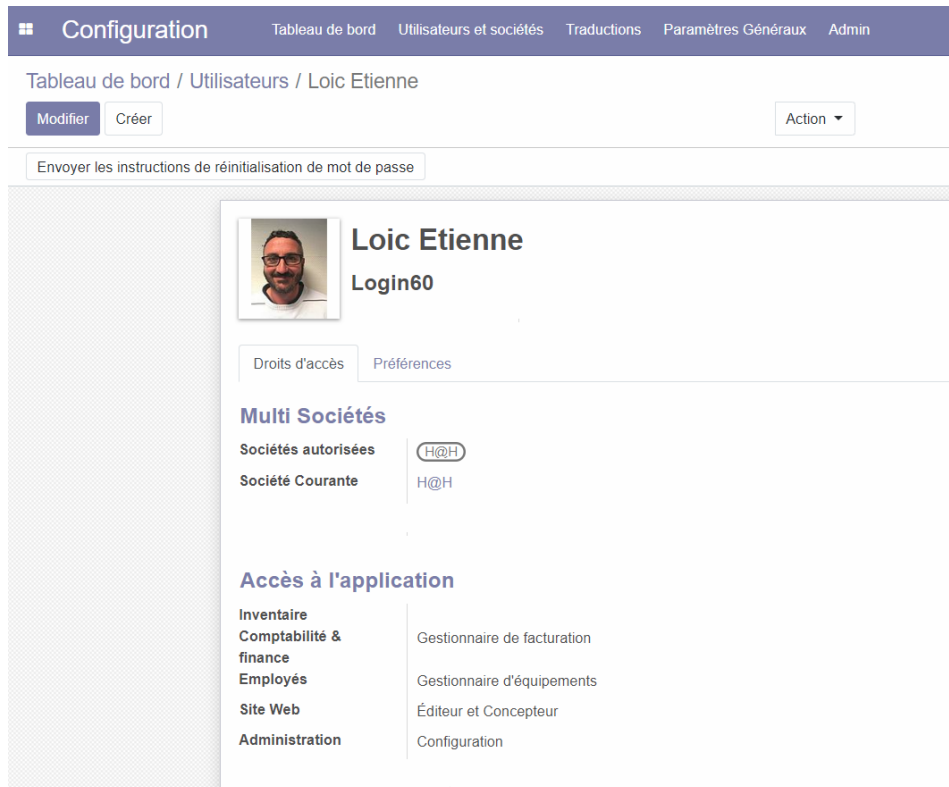 Configuration Tableau de bord Utilisateurs et sociétés Traductions Paramètres Généraux Admin
Tableau de bord / Utilisateurs / Loic Etienne
Modifier Créer Action
Envoyer les instructions de réinitialisation de mot de passe
Loic Etienne
Login60
Droits d'accès Préférences
Multi Sociétés
Sociétés autorisées H@H
Société Courante H@H
Accès à l'application
Inventaire
Comptabilité & Gestionnaire de facturation
finance
Employés Gestionnaire d'équipements
Site Web Éditeur et Concepteur
Administration Configuration